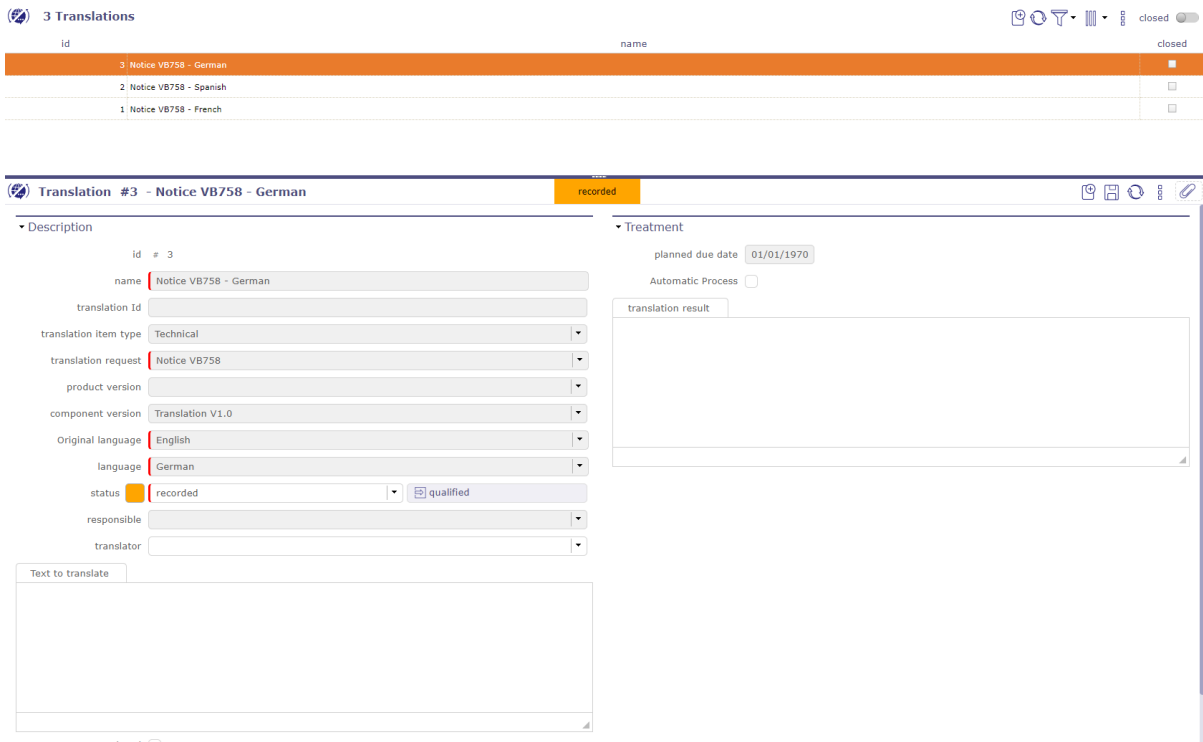 3 Translations
closed
id name closed
3 Notice VB758 - German
2 Notice VB758 - Spanish
1 Notice VB758 - French
Translation #3 - Notice VB758 - German
recorded
Description
id # 3
name Notice VB758 - German
translation Id
translation item type Technical
translation request Notice VB758
product version
component version Translation V1.0
Original language English
language German
status recorded qualified
responsible
translator
Text to translate
Treatment
planned due date 01/01/1970
Automatic Process
translation result